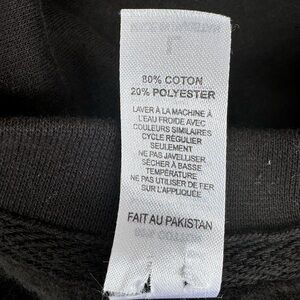 80% COTON
20% POLYESTER
LAVER À LA MACHINE À
L'EAU FROIDE AVEC
COULEURS SIMILAIRES
CYCLE RÉGULIER
SEULEMENT
NE PAS JAVELLISER
SÉCHER À BASSE
TEMPÉRATURE
NE PAS UTILISER DE FER
SUR L'APPLIQUÉE
FAIT AU PAKISTAN